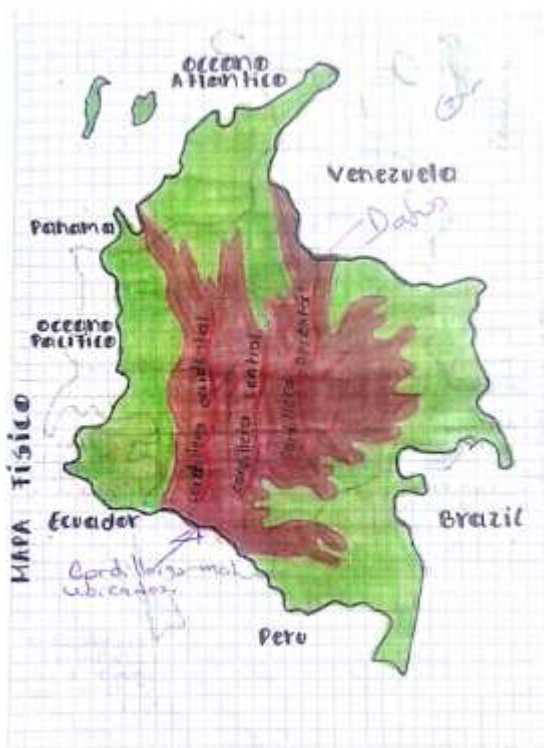 OCEANO
ATLANTICO
Venezuela
Panama
Datos
OCEANO
PACIFICO
Cordillera occidental
Cordillera central
Cordillera Oriental
MAPA FISICO
Ecuador
Brazil
Cordilleras mal
ubicadas.
Peru